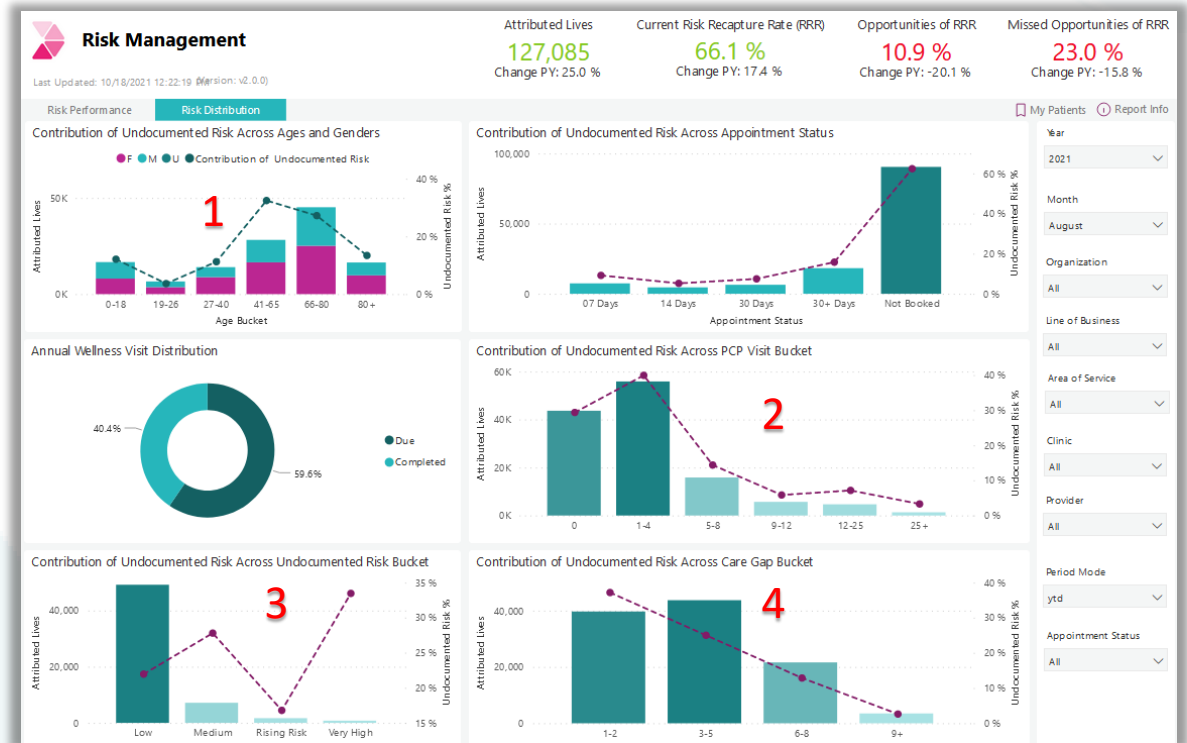 Risk Management
Last Updated: 10/18/2021 12:22:19
(Version: v2.0.0)
Attributed Lives
127,085
Change PY: 25.0 %
Current Risk Recapture Rate (RRR)
66.1 %
Change PY: 17.4 %
Opportunities of RRR
10.9 %
Change PY: -20.1 %
Missed Opportunities of RRR
23.0 %
Change PY: -15.8 %
Risk Performance
Risk Distribution
My Patients
Report Info
Contribution of Undocumented Risk Across Ages and Genders
F M U Contribution of Undocumented Risk
1
Attributed Lives
50K
0K
40 %
20 %
0 %
Undocumented Risk %
0-18 19-26 27-40 41-65 66-80 80+
Age Bucket
Contribution of Undocumented Risk Across Appointment Status
Attributed Lives
100,000
50,000
0
60 %
40 %
20 %
0 %
Undocumented Risk %
07 Days 14 Days 30 Days 30+ Days Not Booked
Appointment Status
Annual Wellness Visit Distribution
40.4%
59.6%
Due
Completed
Contribution of Undocumented Risk Across PCP Visit Bucket
2
Attributed Lives
60K
40K
20K
0K
40 %
30 %
20 %
10 %
0 %
Undocumented Risk %
0 1-4 5-8 9-12 12-25 25+
Contribution of Undocumented Risk Across Undocumented Risk Bucket
3
Attributed Lives
40,000
20,000
0
35 %
30 %
25 %
20 %
15 %
Undocumented Risk %
Low Medium Rising Risk Very High
Contribution of Undocumented Risk Across Care Gap Bucket
4
Attributed Lives
40,000
20,000
0
40 %
30 %
20 %
10 %
0 %
Undocumented Risk %
1-2 3-5 6-8 9+
Year
2021
Month
August
Organization
All
Line of Business
All
Area of Service
All
Clinic
All
Provider
All
Period Mode
ytd
Appointment Status
All